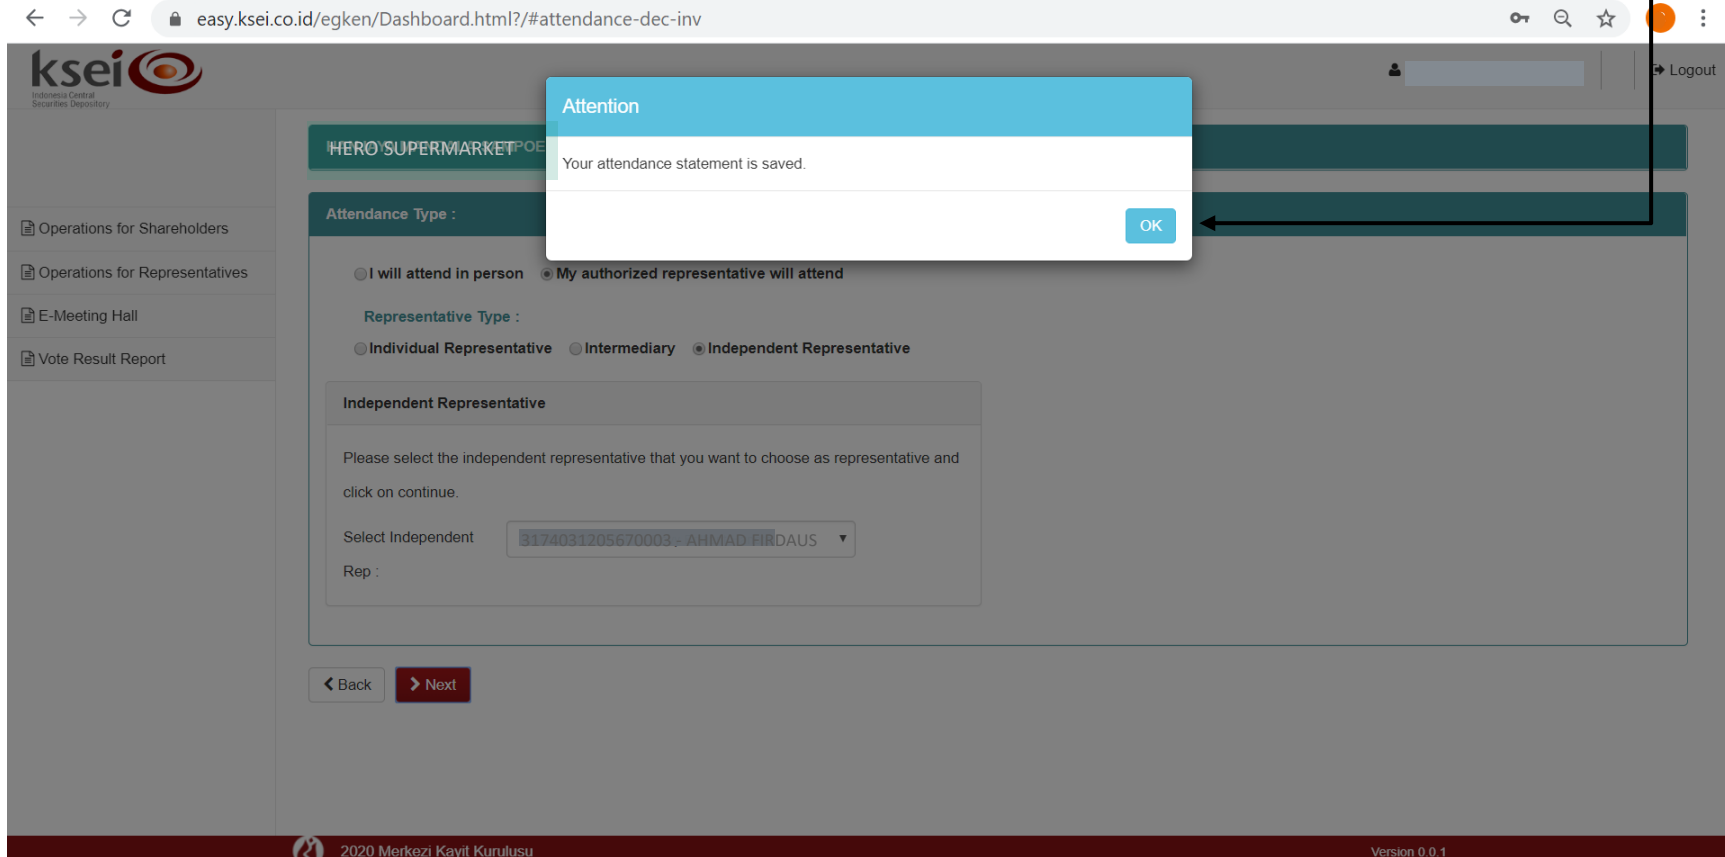 easy.ksei.co.id/egken/Dashboard.html?/#attendance-dec-inv
ksei
Indonesia Central
Securities Depository
Logout
Attention
HERO SUPERMARKET
Your attendance statement is saved.
OK
Operations for Shareholders
Operations for Representatives
E-Meeting Hall
Vote Result Report
Attendance Type :
I will attend in person My authorized representative will attend
Representative Type :
Individual Representative Intermediary Independent Representative
Independent Representative
Please select the independent representative that you want to choose as representative and
click on continue.
Select Independent
Rep :
3174031205670003 - AHMAD FIRDAUS
Back
Next
2020 Merkezi Kayit Kurulusu
Version 0.0.1